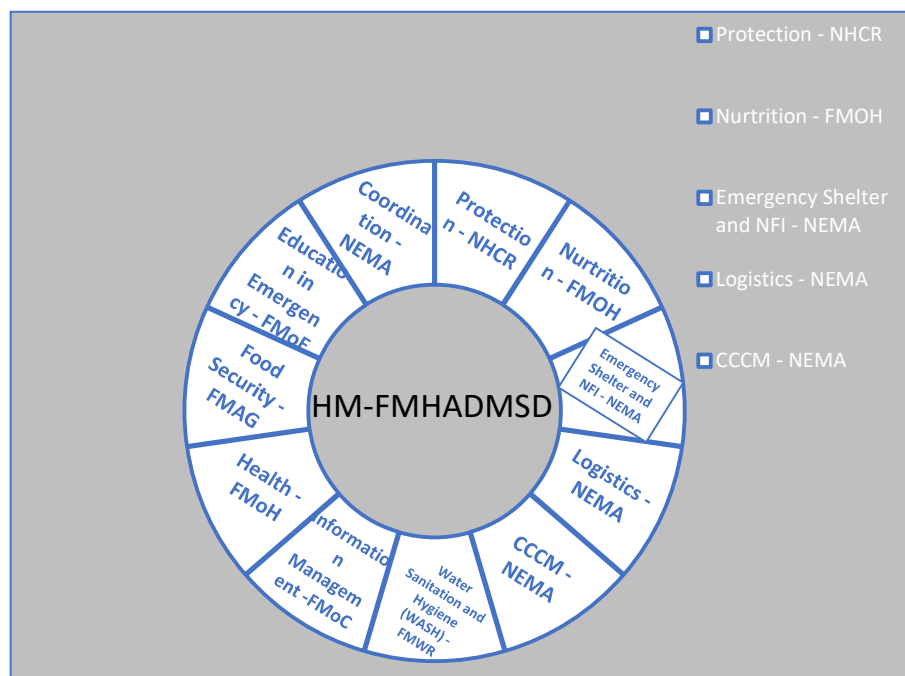 Protection - NHCR
Nurtrition - FMOH
Emergency Shelter
and NFI - NEMA
Logistics - NEMA
CCCM - NEMA
Protectio
n - NHCR
Nurtritio
n - FMOH
Emergency
Shelter and
NFI - NEMA
Logistics -
NEMA
CCCM -
NEMA
Water
Sanitation and
Hygiene
(WASH) -
FMWR
Informatio
n
Managem
ent -FMoC
Health -
FMoH
Food
Security -
FMAG
Educatio
n in
Emergen
cy - FMoE
Coordina
tion -
NEMA
HM-FMHADMSD